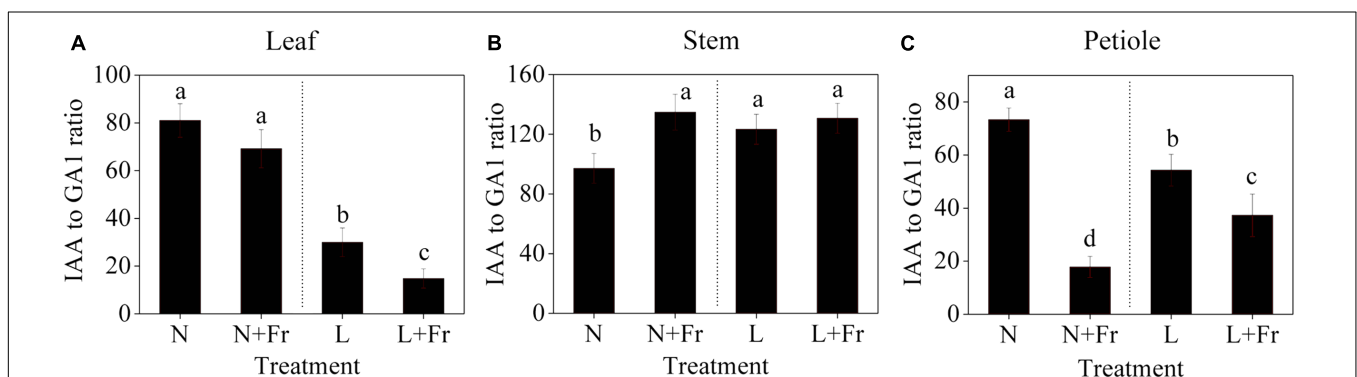 A
Leaf
IAA to GA1 ratio
100
80
60
40
20
0
a
a
b
c
N
N+Fr
L
L+Fr
Treatment
B
Stem
IAA to GA1 ratio
160
120
80
40
0
b
a
a
a
N
N+Fr
L
L+Fr
Treatment
C
Petiole
IAA to GA1 ratio
80
60
40
20
0
a
d
b
c
N
N+Fr
L
L+Fr
Treatment